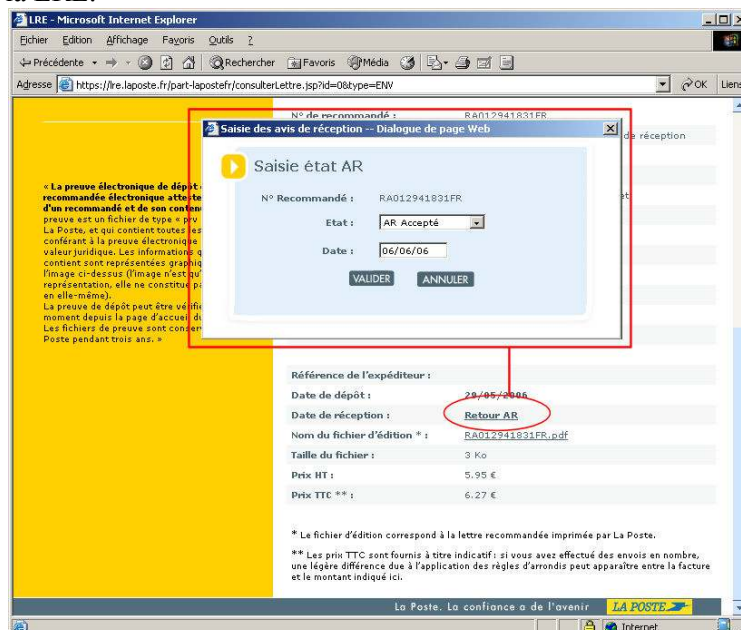 la LRE.
LRE - Microsoft Internet Explorer
Fichier Edition Affichage Favoris Outils ?
Précédente Rechercher Favoris Média
Adresse https://lre.laposte.fr/part-lapostefr/consulterLettre.jsp?id=0&type=ENV OK Liens
N° de recommandé : RA012941831FR
Saisie des avis de réception -- Dialogue de page Web
de réception
Saisie état AR
N° Recommandé : RA012941831FR
Etat : AR Accepté
Date : 06/06/06
VALIDER ANNULER
« La preuve électronique de dépôt
recommandée électronique atteste
d'un recommandé et de son contenu
preuve est un fichier de type « prv
La Poste, et qui contient toutes les
conférant à la preuve électronique
valeur juridique. Les informations q
contient sont représentées graphiq
l'image ci-dessus (l'image n'est qu'
représentation, elle ne constitue pa
en elle-même).
La preuve de dépôt peut être vérifi
moment depuis la page d'accueil du
Les fichiers de preuve sont conser
Poste pendant trois ans. »
Référence de l'expéditeur :
Date de dépôt : 29/05/2006
Date de réception : Retour AR
Nom du fichier d'édition * : RA012941831FR.pdf
Taille du fichier : 3 Ko
Prix HT : 5.95 €
Prix TTC ** : 6.27 €
* Le fichier d'édition correspond à la lettre recommandée imprimée par La Poste.
** Les prix TTC sont fournis à titre indicatif : si vous avez effectué des envois en nombre,
une légère différence due à l'application des règles d'arrondis peut apparaître entre la facture
et le montant indiqué ici.
La Poste. La confiance a de l'avenir LA POSTE
Internet